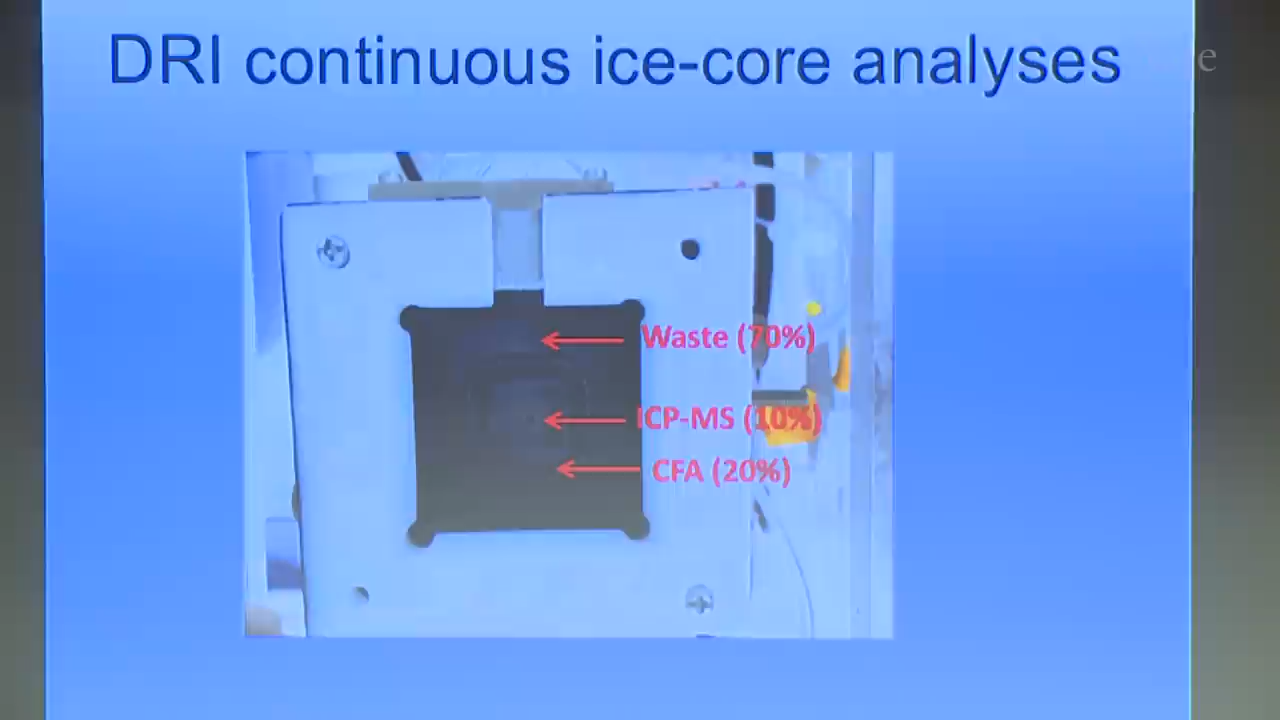 DRI continuous ice-core analyses
Waste (70%)
ICP-MS (10%)
CFA (20%)